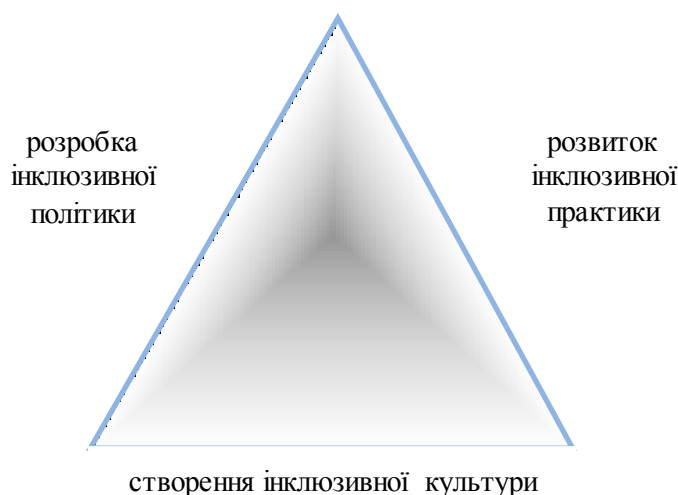 розробка
інклюзивної
політики
розвиток
інклюзивної
практики
створення інклюзивної культури